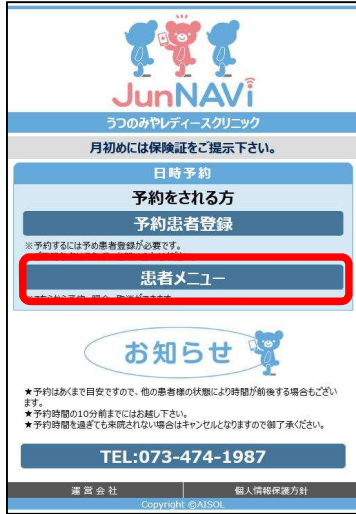 JunNAVi
うつのみやレディースクリニック
月初めには保険証をご提示下さい。
日時予約
予約をされる方
予約患者登録
※予約するには予め患者登録が必要です。
患者メニュー
お知らせ
★予約はあくまで目安ですので、他の患者様の状態により時間が前後する場合もござい
ます。
★予約時間の10分前までにはお越し下さい。
★予約時間を過ぎても来院されない場合はキャンセルとなりますので御了承ください。
TEL:073-474-1987
運営会社
個人情報保護方針
Copyright ©AISOL